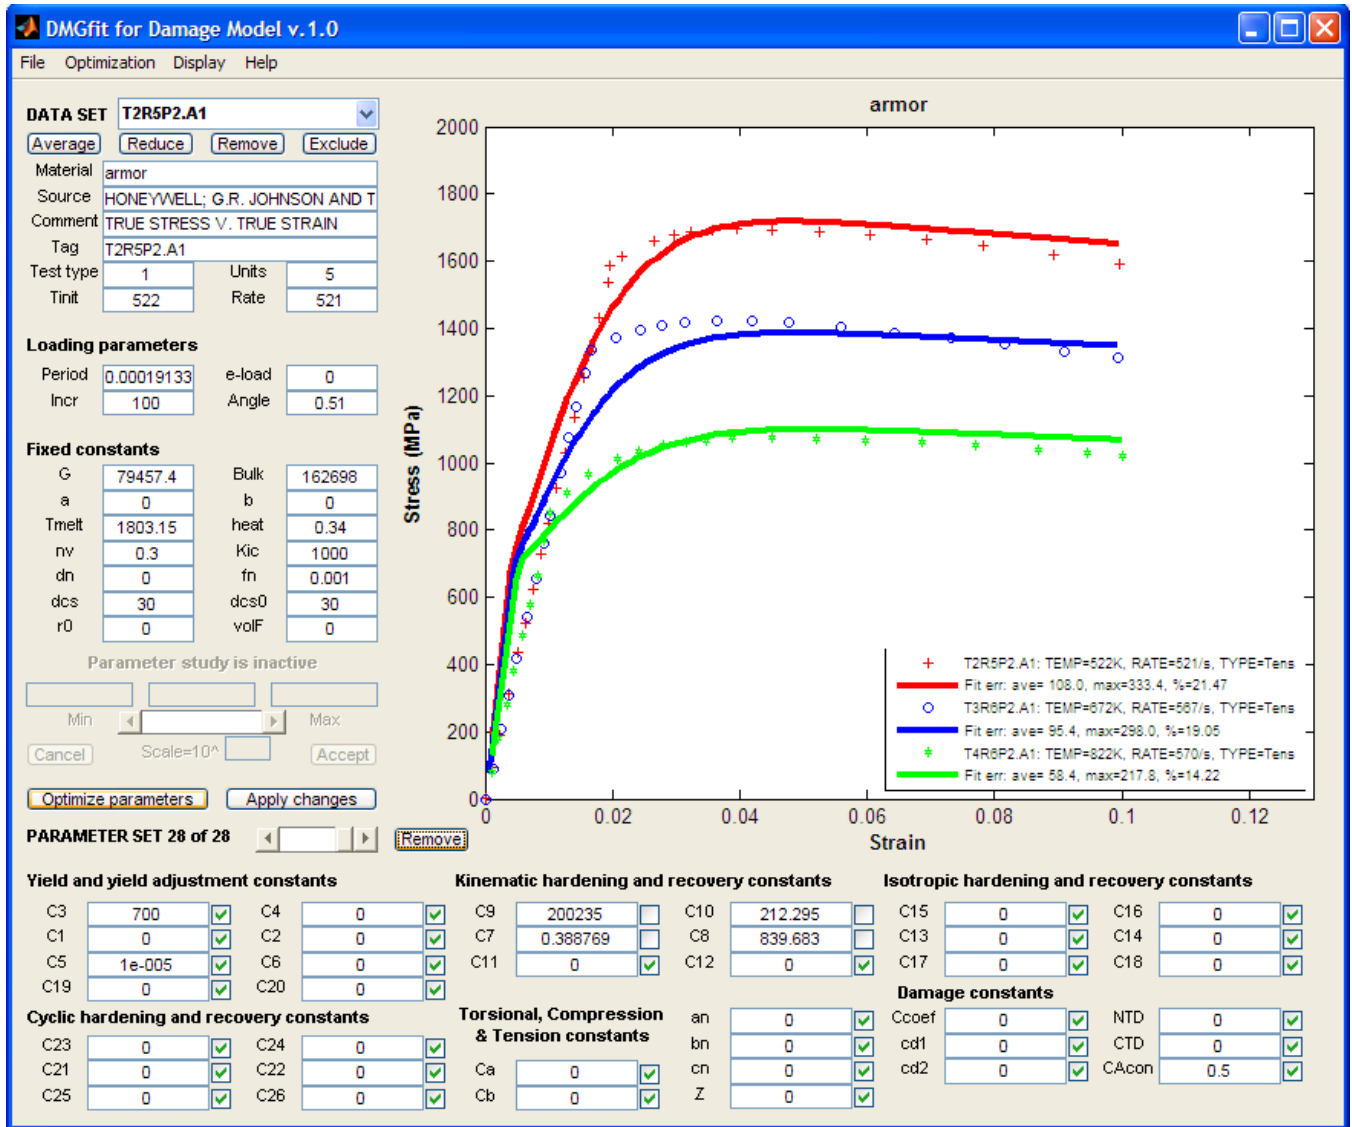 DMGfit for Damage Model v.1.0
File Optimization Display Help
DATA SET T2R5P2.A1
Average Reduce Remove Exclude
Material armor
Source HONEYWELL; G.R. JOHNSON AND T
Comment TRUE STRESS V. TRUE STRAIN
Tag T2R5P2.A1
Test type 1 Units 5
Tinit 522 Rate 521
Loading parameters
Period 0.00019133 e-load 0
Incr 100 Angle 0.51
Fixed constants
G 79457.4 Bulk 162698
a 0 b 0
Tmelt 1803.15 heat 0.34
nv 0.3 Kic 1000
dn 0 fn 0.001
dcs 30 dcs0 30
r0 0 volF 0
Parameter study is inactive
Min Max
Cancel Scale=10^ Accept
Optimize parameters Apply changes
PARAMETER SET 28 of 28 Remove
armor
2000
1800
1600
1400
1200
1000
800
600
400
200
0
Stress (MPa)
0 0.02 0.04 0.06 0.08 0.1 0.12
Strain
T2R5P2.A1: TEMP=522K, RATE=521/s, TYPE=Tens
Fit err: ave= 108.0, max=333.4, %=21.47
T3R6P2.A1: TEMP=672K, RATE=567/s, TYPE=Tens
Fit err: ave= 95.4, max=298.0, %=19.05
T4R6P2.A1: TEMP=822K, RATE=570/s, TYPE=Tens
Fit err: ave= 58.4, max=217.8, %=14.22
Yield and yield adjustment constants
C3 700 C4 0
C1 0 C2 0
C5 1e-005 C6 0
C19 0 C20 0
Cyclic hardening and recovery constants
C23 0 C24 0
C21 0 C22 0
C25 0 C26 0
Kinematic hardening and recovery constants
C9 200235 C10 212.295
C7 0.388769 C8 839.683
C11 0 C12 0
Torsional, Compression
& Tension constants
Ca 0
Cb 0
an 0
bn 0
cn 0
Z 0
Isotropic hardening and recovery constants
C15 0 C16 0
C13 0 C14 0
C17 0 C18 0
Damage constants
Ccoef 0 NTD 0
cd1 0 CTD 0
cd2 0 CAcon 0.5